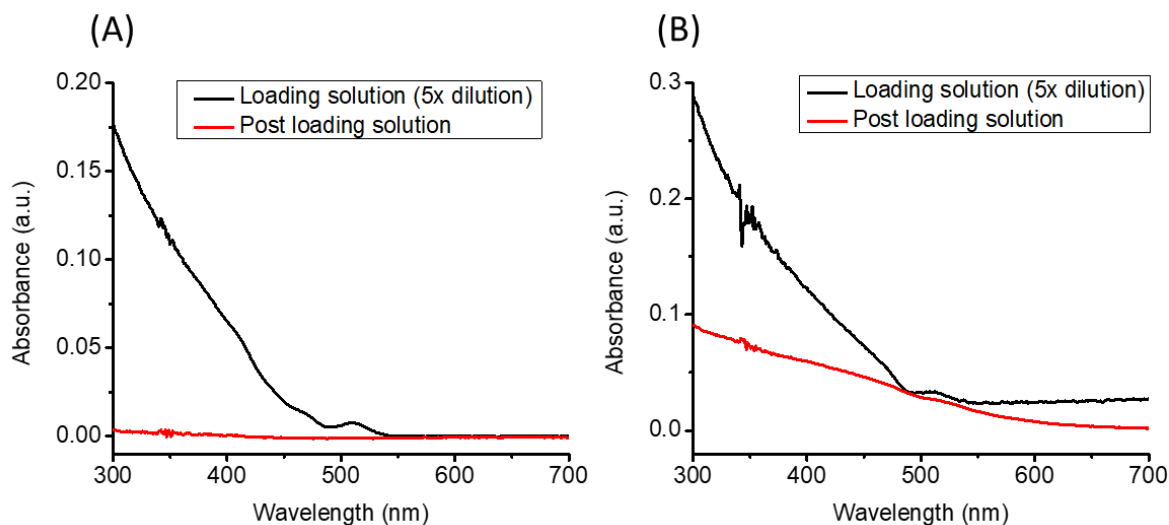 (A)
0.20
0.15
0.10
0.05
0.00
Absorbance (a.u.)
Loading solution (5x dilution)
Post loading solution
300 400 500 600 700
Wavelength (nm)
(B)
0.3
0.2
0.1
0.0
Absorbance (a.u.)
Loading solution (5x dilution)
Post loading solution
300 400 500 600 700
Wavelength (nm)